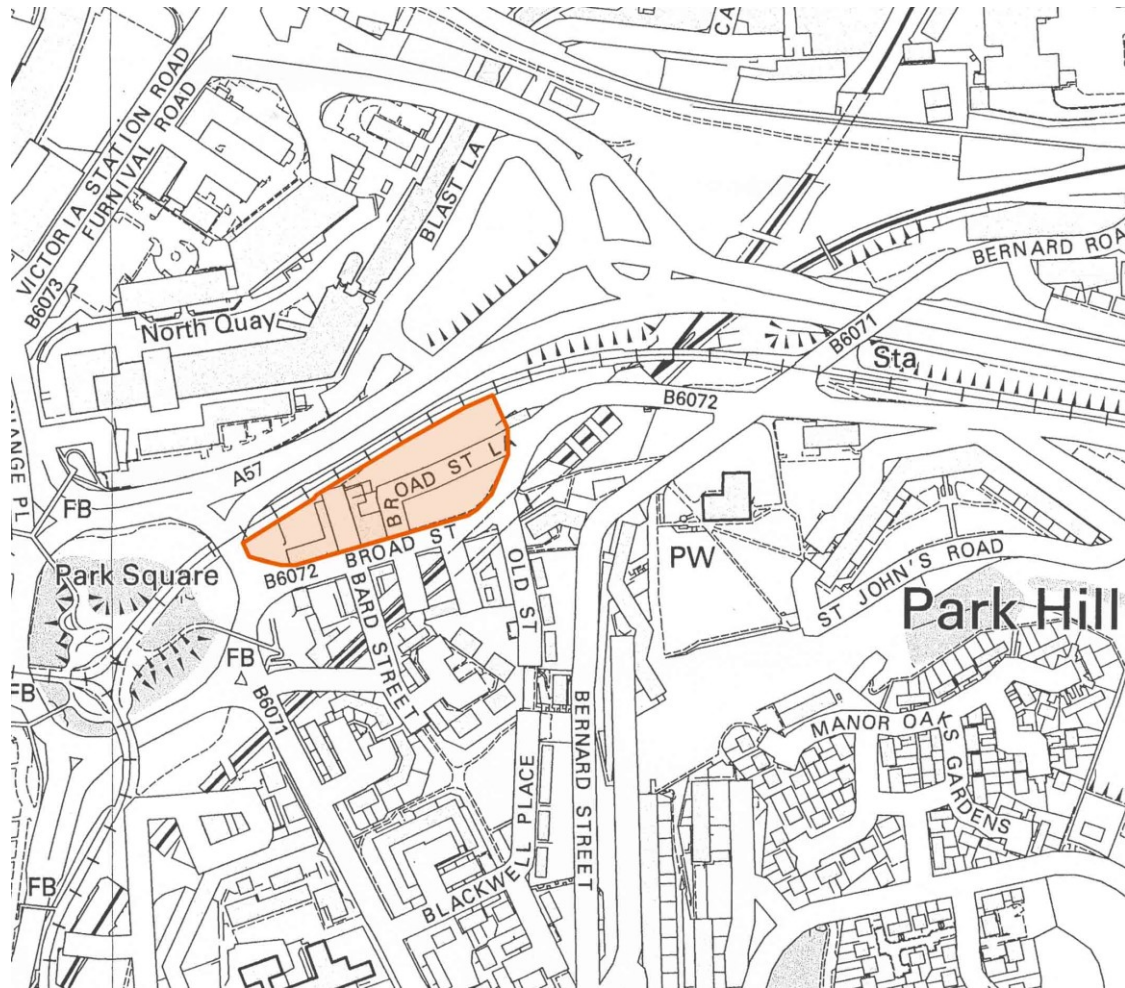 CA
VICTORIA STATION ROAD
FURNIVAL ROAD
B6073
BLAST LA
North Quay
BERNARD ROA
B6071
Sta
B6072
A57
BROAD ST LA
FB
BROAD ST
B6072
Park Square
BARD STREET
OLD ST
PW
ST JOHN'S ROAD
Park Hill
FB
FB
B6071
BERNARD STREET
MANOR OAKS GARDENS
BLACKWELL PLACE
FB